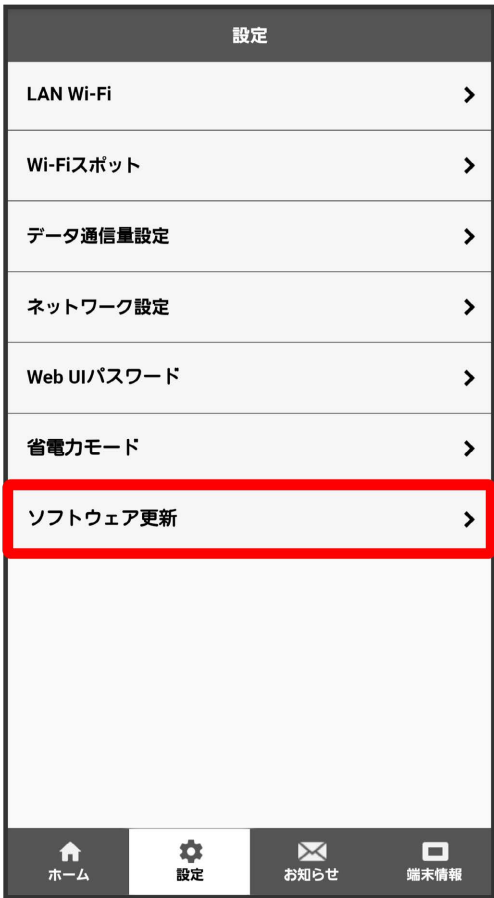 設定
LAN Wi-Fi
Wi-Fiスポット
データ通信量設定
ネットワーク設定
Web UIパスワード
省電力モード
ソフトウェア更新
ホーム
設定
お知らせ
端末情報